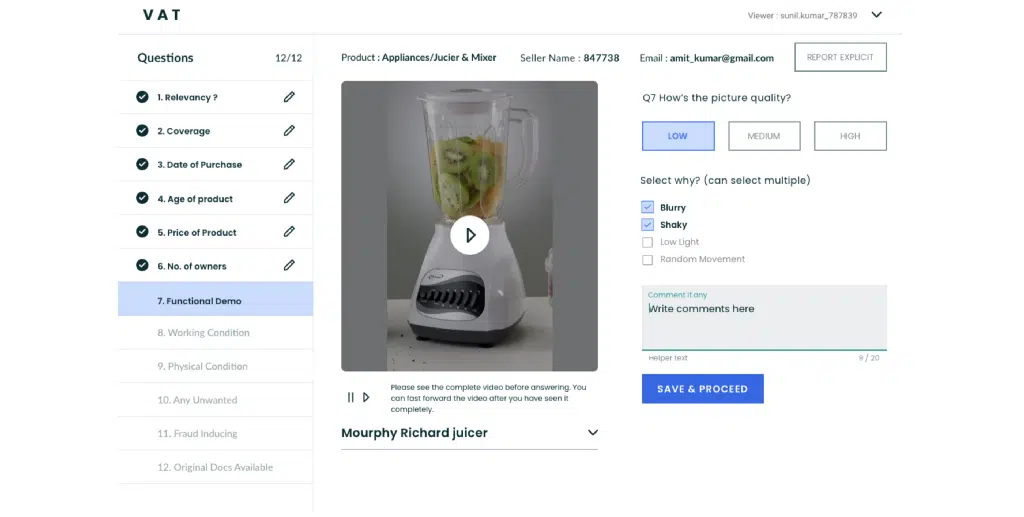 VAT
Viewer : sunil.kumar_787839
Questions 12/12
Product : Appliances/Jucier & Mixer Seller Name : 847738 Email : amit_kumar@gmail.com REPORT EXPLICIT
1. Relevancy ?
2. Coverage
3. Date of Purchase
4. Age of product
5. Price of Product
6. No. of owners
7. Functional Demo
8. Working Condition
9. Physical Condition
10. Any Unwanted
11. Fraud Inducing
12. Original Docs Available
Please see the complete video before answering. You
can fast forward the video after you have seen it
completely.
Mourphy Richard juicer
Q7 How's the picture quality?
LOW MEDIUM HIGH
Select why? (can select multiple)
Blurry
Shaky
Low Light
Random Movement
Comment if any
Write comments here
Helper text 9 / 20
SAVE & PROCEED